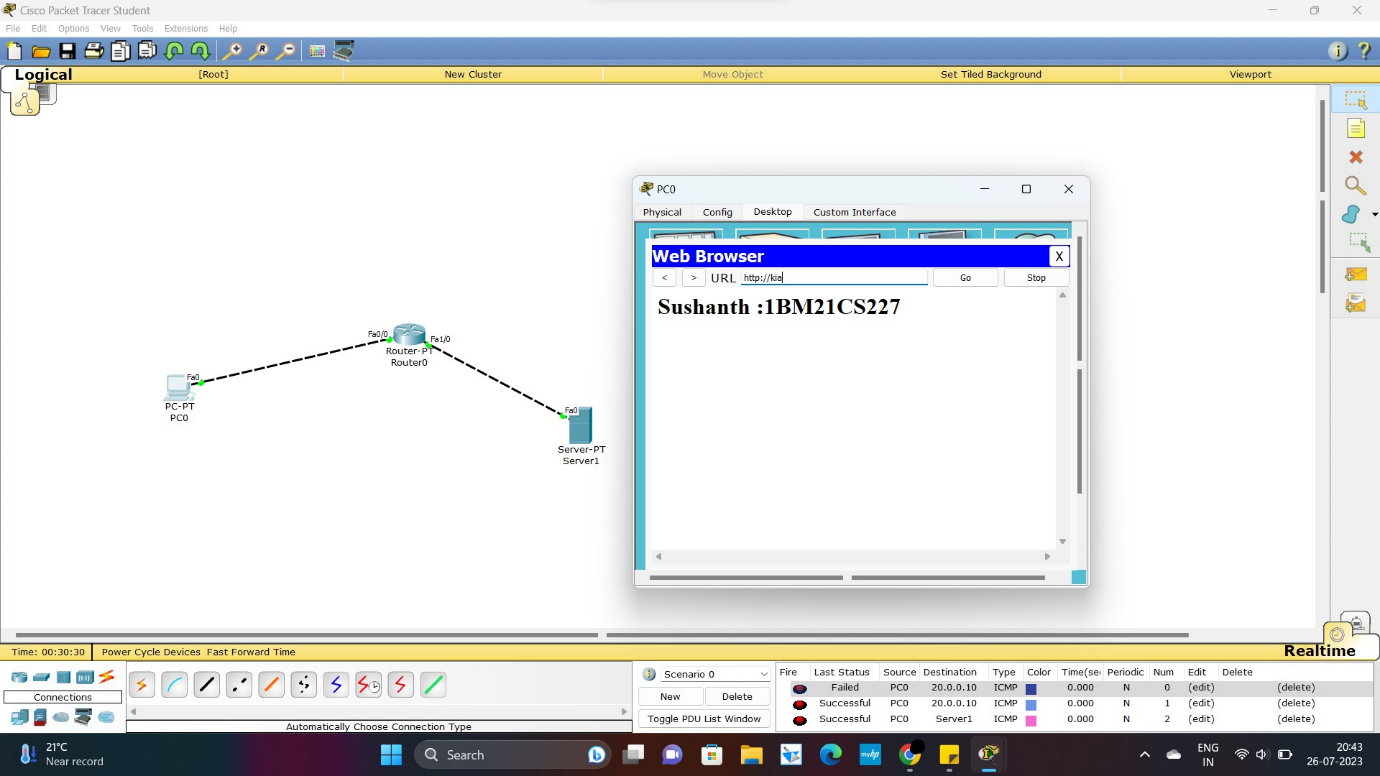 Cisco Packet Tracer Student
File Edit Options View Tools Extensions Help
Logical [Root] New Cluster Move Object Set Tiled Background Viewport
PC0
Physical Config Desktop Custom Interface
Web Browser X
< > URL http://kia Go Stop
Sushanth :1BM21CS227
Fa0/0 Fa1/0
Router-PT
Router0
Fa0
PC-PT
PC0
Fa0
Server-PT
Server1
Time: 00:30:30 Power Cycle Devices Fast Forward Time Realtime
Connections
Automatically Choose Connection Type
Scenario 0
New Delete
Toggle PDU List Window
Fire Last Status Source Destination Type Color Time(sec Periodic Num Edit Delete
Failed PC0 20.0.0.10 ICMP 0.000 N 0 (edit) (delete)
Successful PC0 20.0.0.10 ICMP 0.000 N 1 (edit) (delete)
Successful PC0 Server1 ICMP 0.000 N 2 (edit) (delete)
21°C
Near record
Search
myhp
ENG
IN
20:43
26-07-2023